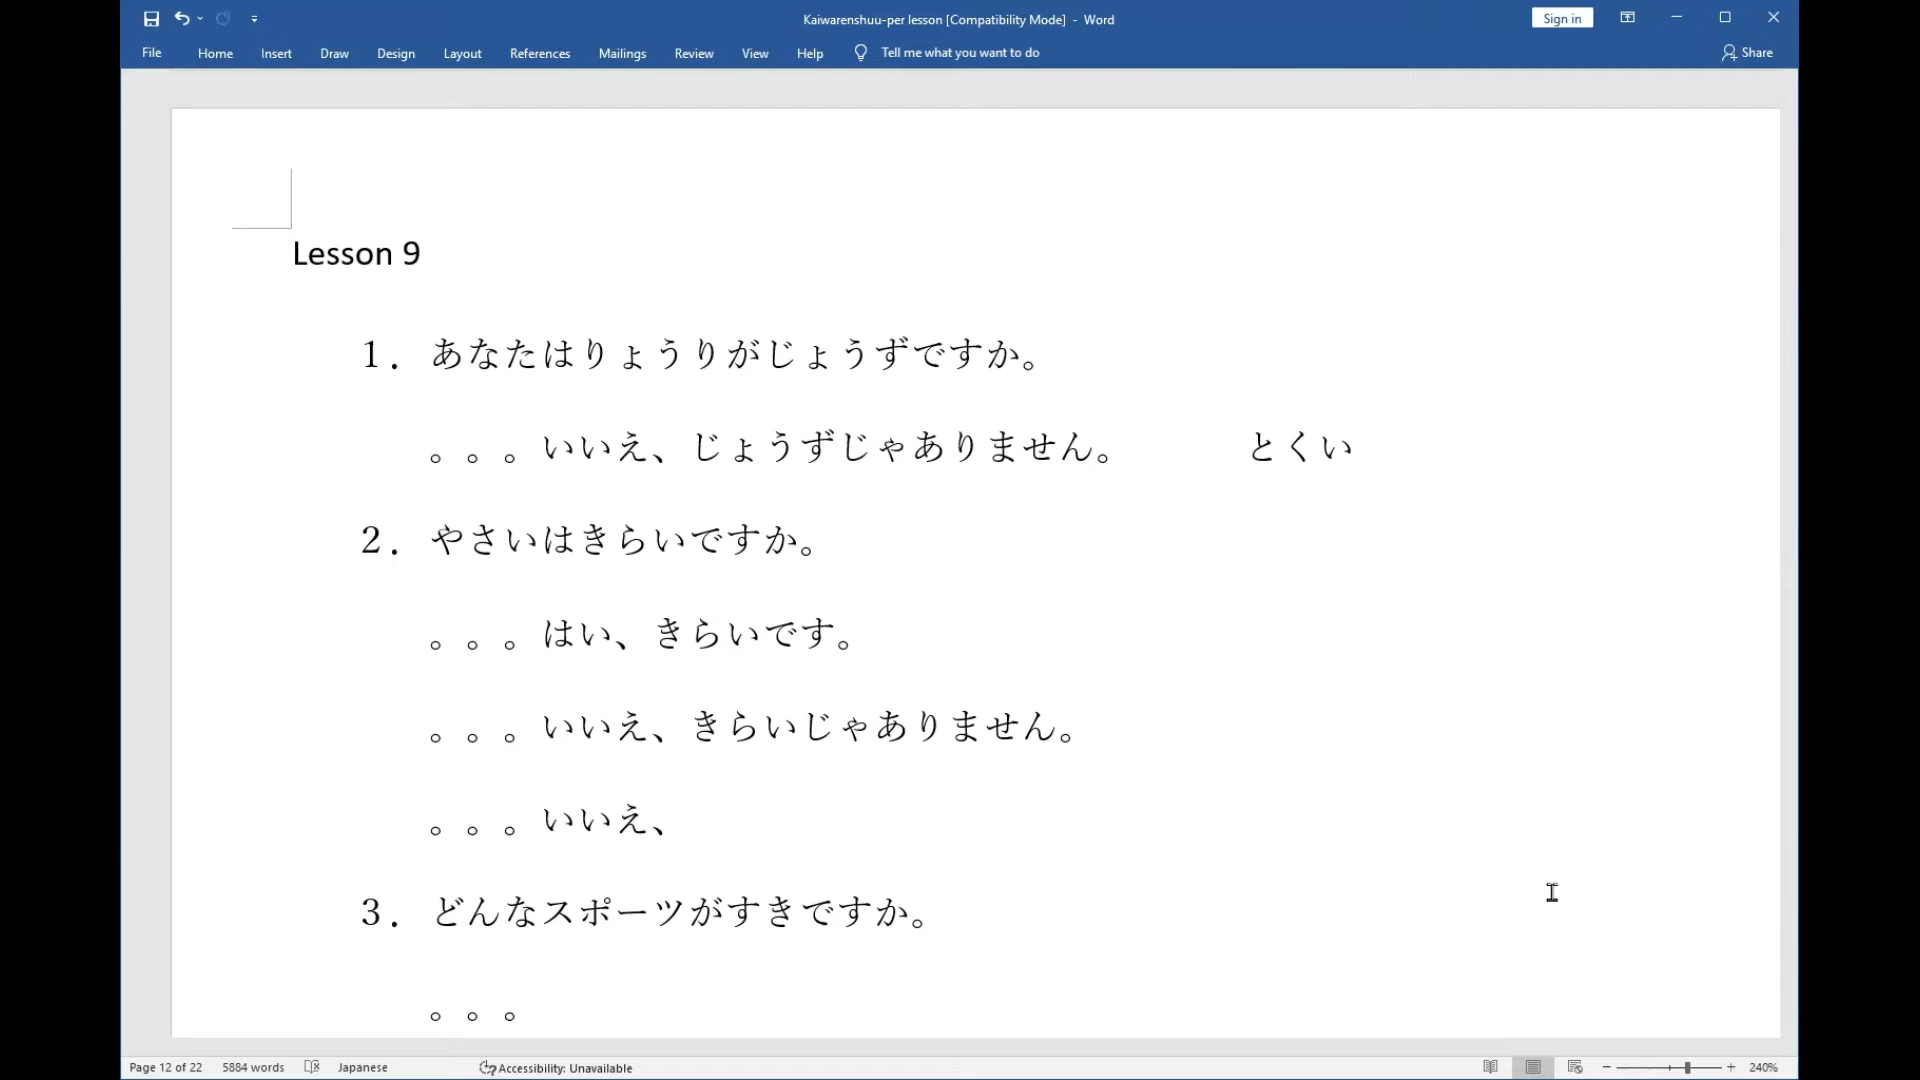 Kaiwarenshuu-per lesson [Compatibility Mode] - Word
Sign in
File Home Insert Draw Design Layout References Mailings Review View Help Tell me what you want to do Share
Lesson 9
１．あなたはりょうりがじょうずですか。
。。。いいえ、じょうずじゃありません。　　　とくい
２．やさいはきらいですか。
。。。はい、きらいです。
。。。いいえ、きらいじゃありません。
。。。いいえ、
３．どんなスポーツがすきですか。
。。。
Page 12 of 22 5884 words Japanese Accessibility: Unavailable 240%